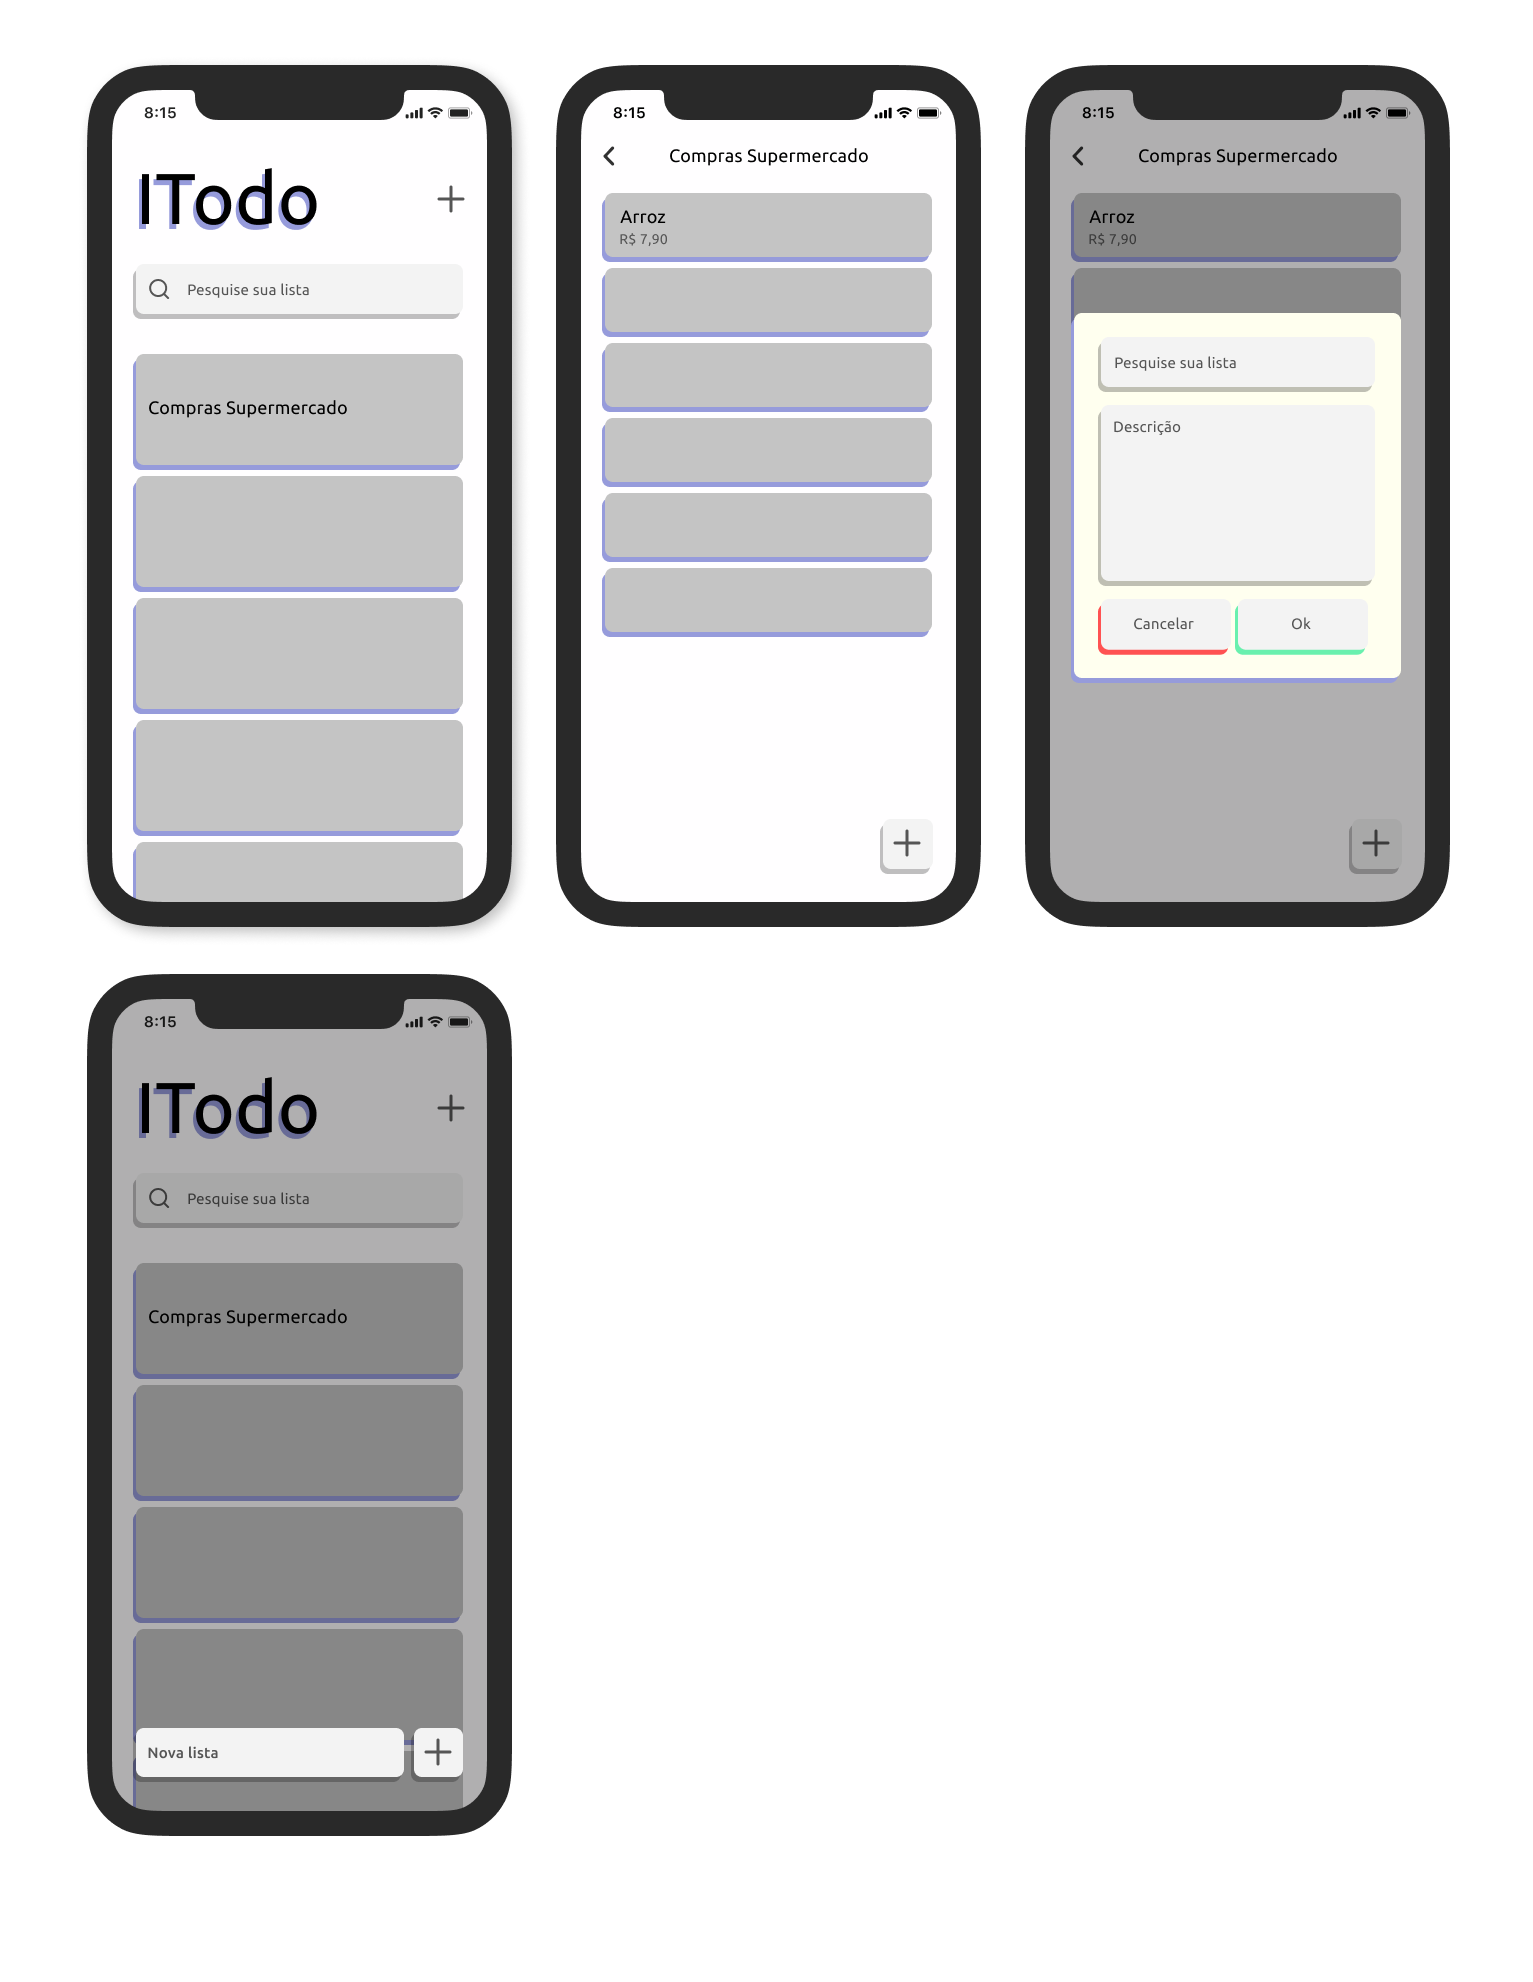 8:15
ITodo
Pesquise sua lista
Compras Supermercado
8:15
Compras Supermercado
Arroz
R$ 7,90
8:15
Compras Supermercado
Arroz
R$ 7,90
Pesquise sua lista
Descrição
Cancelar
Ok
8:15
ITodo
Pesquise sua lista
Compras Supermercado
Nova lista